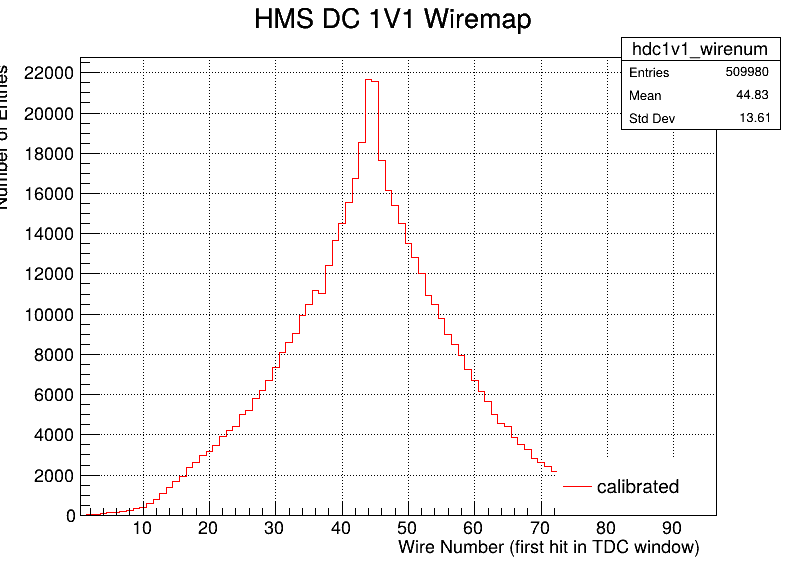 HMS DC 1V1 Wiremap
hdc1v1_wirenum
Entries 509980
Mean 44.83
Std Dev 13.61
Number of Entries
22000
20000
18000
16000
14000
12000
10000
8000
6000
4000
2000
0
calibrated
10 20 30 40 50 60 70 80 90
Wire Number (first hit in TDC window)